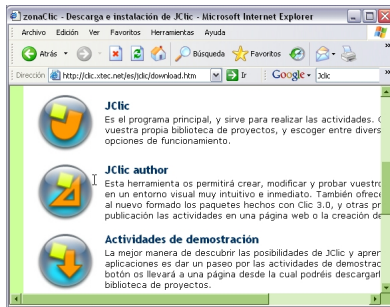 zonaClic - Descarga e instalación de JClic - Microsoft Internet Explorer
Archivo Edición Ver Favoritos Herramientas Ayuda
Atrás Búsqueda Favoritos
Dirección http://clic.xtec.net/es/jclic/download.htm Ir Google Jclic
JClic
Es el programa principal, y sirve para realizar las actividades.
vuestra propia biblioteca de proyectos, y escoger entre divers
opciones de funcionamiento.
JClic author
Esta herramienta os permitirá crear, modificar y probar vuestro
en un entorno visual muy intuitivo e inmediato. También ofrec
al nuevo formado los paquetes hechos con Clic 3.0, y otras pr
publicación las actividades en una página web o la creación de
Actividades de demostración
La mejor manera de descubrir las posibilidades de JClic y apren
aplicaciones es dar un paseo por las actividades de demostrac
botón os llevará a una página desde la cual podréis descargarl
biblioteca de proyectos.